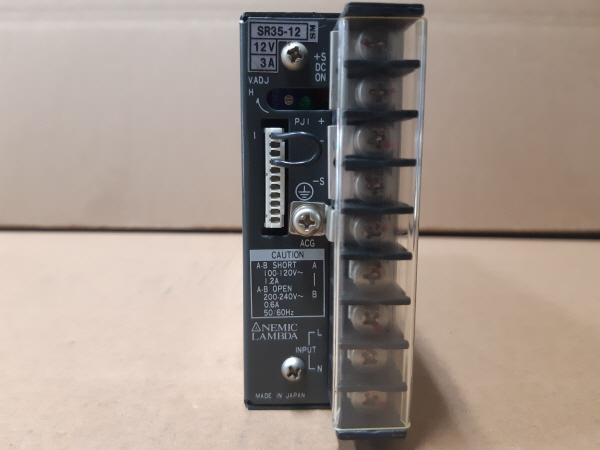 SR35-12 SM
12V
3A
+S
DC
ON
V.ADJ
H
PJ1 +
1 -
-S
ACG
CAUTION
A-B SHORT A
100-120V~
1.2A
A-B OPEN B
200-240V~
0.6A
50/60Hz
NEMIC
LAMBDA
L
INPUT
N
MADE IN JAPAN